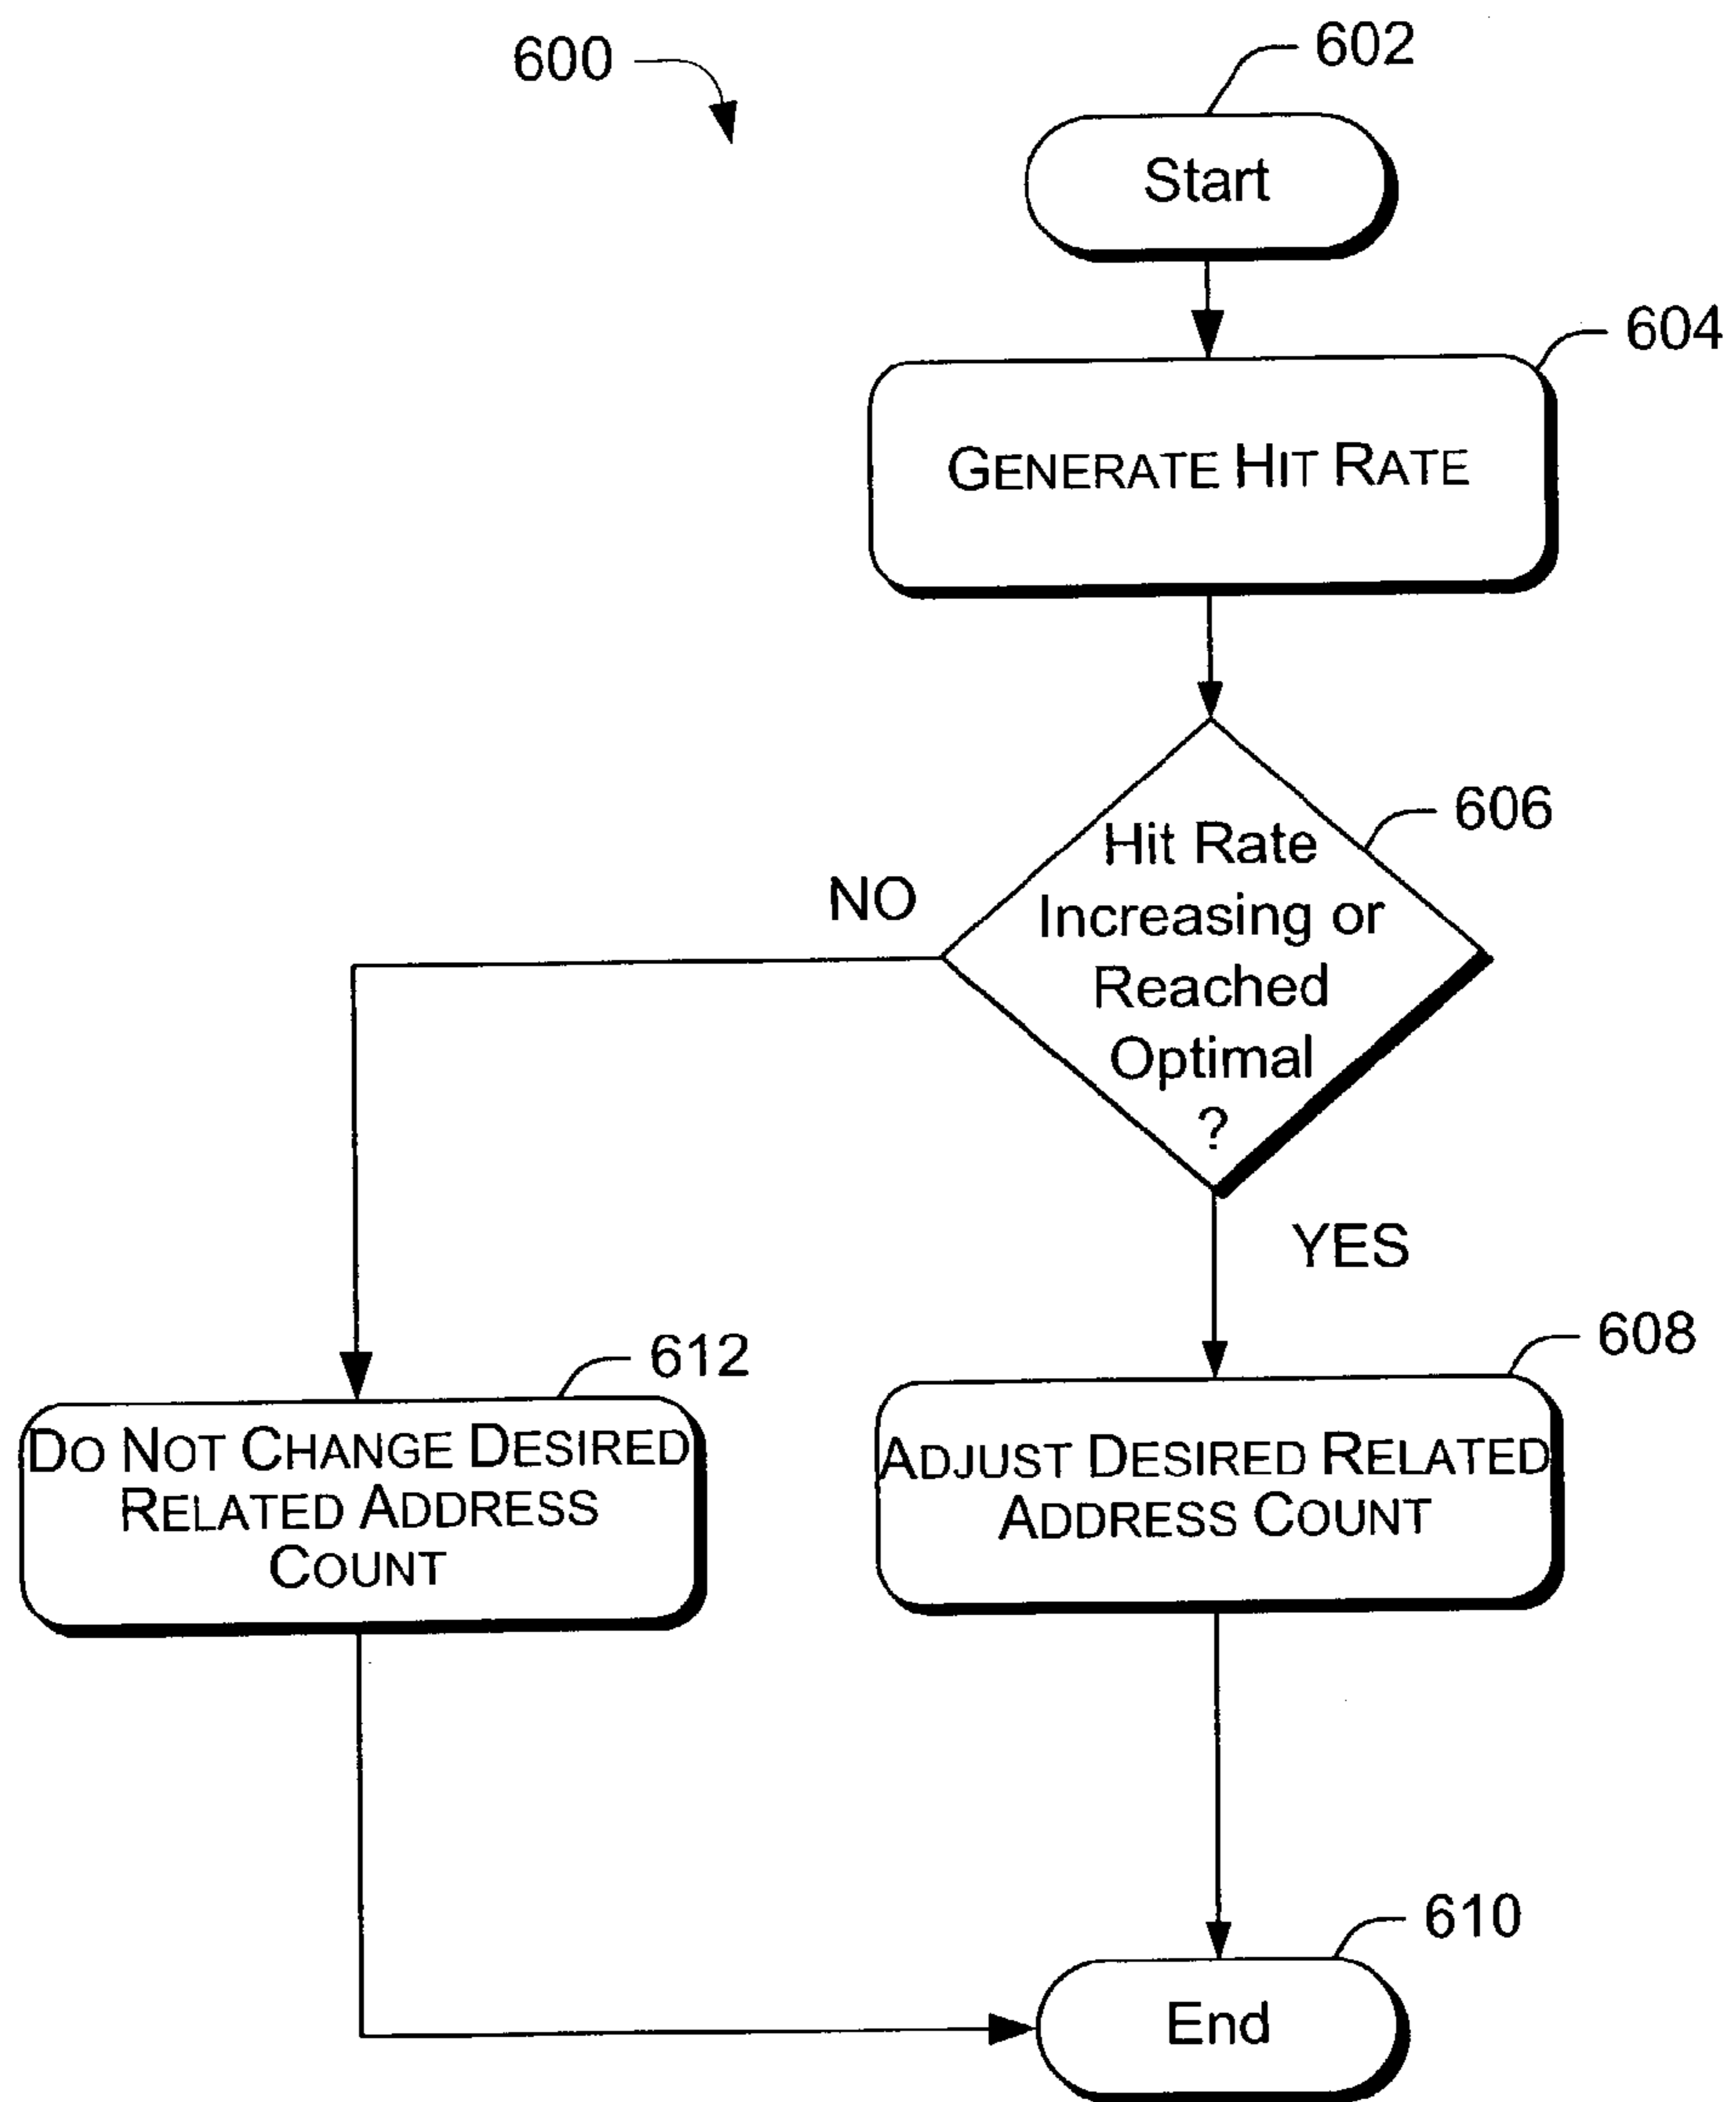 600
602
Start
604
GENERATE HIT RATE
606
Hit Rate
Increasing or
Reached
Optimal
?
NO
YES
612
DO NOT CHANGE DESIRED
RELATED ADDRESS
COUNT
608
ADJUST DESIRED RELATED
ADDRESS COUNT
610
End